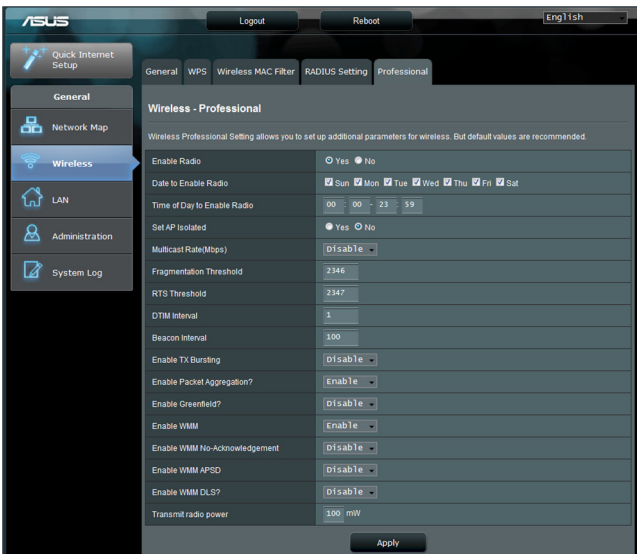 ASUS
Logout
Reboot
English
Quick Internet
Setup
General
Network Map
Wireless
LAN
Administration
System Log
General WPS Wireless MAC Filter RADIUS Setting Professional
Wireless - Professional
Wireless Professional Setting allows you to set up additional parameters for wireless. But default values are recommended.
Enable Radio Yes No
Date to Enable Radio Sun Mon Tue Wed Thu Fri Sat
Time of Day to Enable Radio 00 : 00 - 23 : 59
Set AP Isolated Yes No
Multicast Rate(Mbps) Disable
Fragmentation Threshold 2346
RTS Threshold 2347
DTIM Interval 1
Beacon Interval 100
Enable TX Bursting Disable
Enable Packet Aggregation? Enable
Enable Greenfield? Disable
Enable WMM Enable
Enable WMM No-Acknowledgement Disable
Enable WMM APSD Disable
Enable WMM DLS? Disable
Transmit radio power 100 mW
Apply